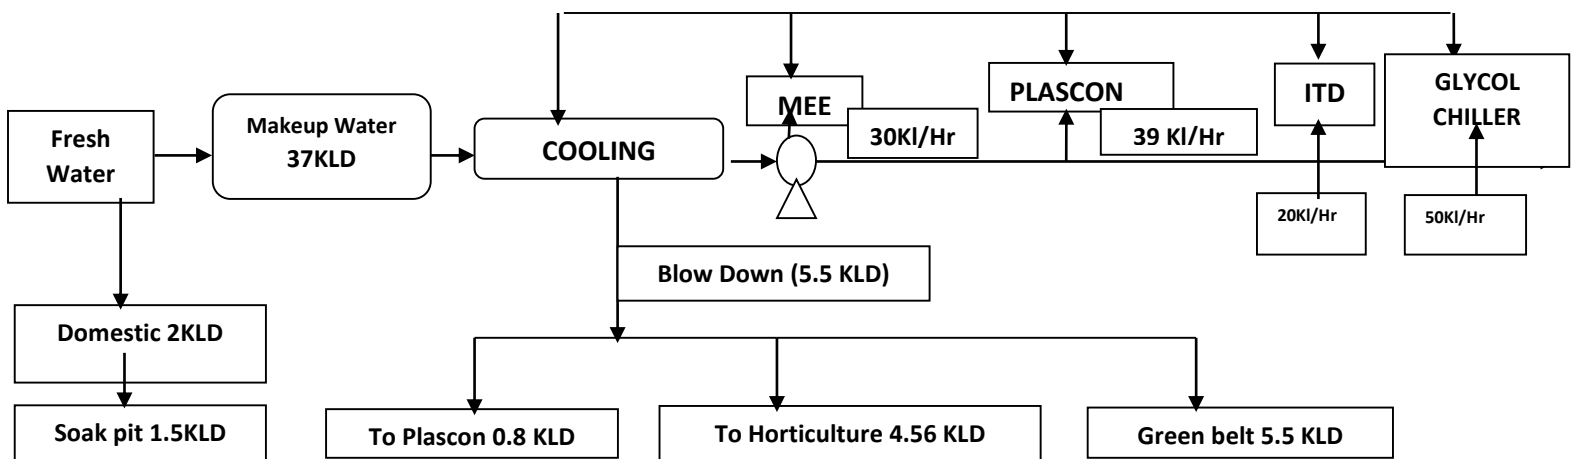 Fresh
Water
Makeup Water
37KLD
COOLING
MEE
30Kl/Hr
PLASCON
39 Kl/Hr
ITD
20Kl/Hr
GLYCOL
CHILLER
50Kl/Hr
Blow Down (5.5 KLD)
Domestic 2KLD
Soak pit 1.5KLD
To Plascon 0.8 KLD
To Horticulture 4.56 KLD
Green belt 5.5 KLD